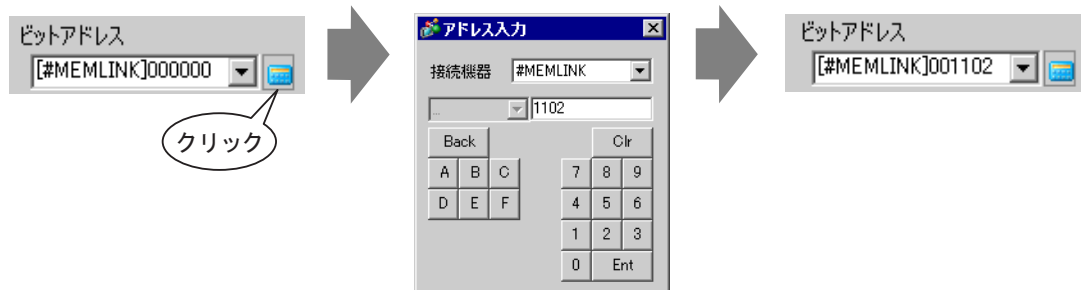 ビットアドレス
[#MEMLINK]000000
クリック
アドレス入力
接続機器 #MEMLINK
... 1102
Back Clr
A B C 7 8 9
D E F 4 5 6
1 2 3
0 Ent
ビットアドレス
[#MEMLINK]001102